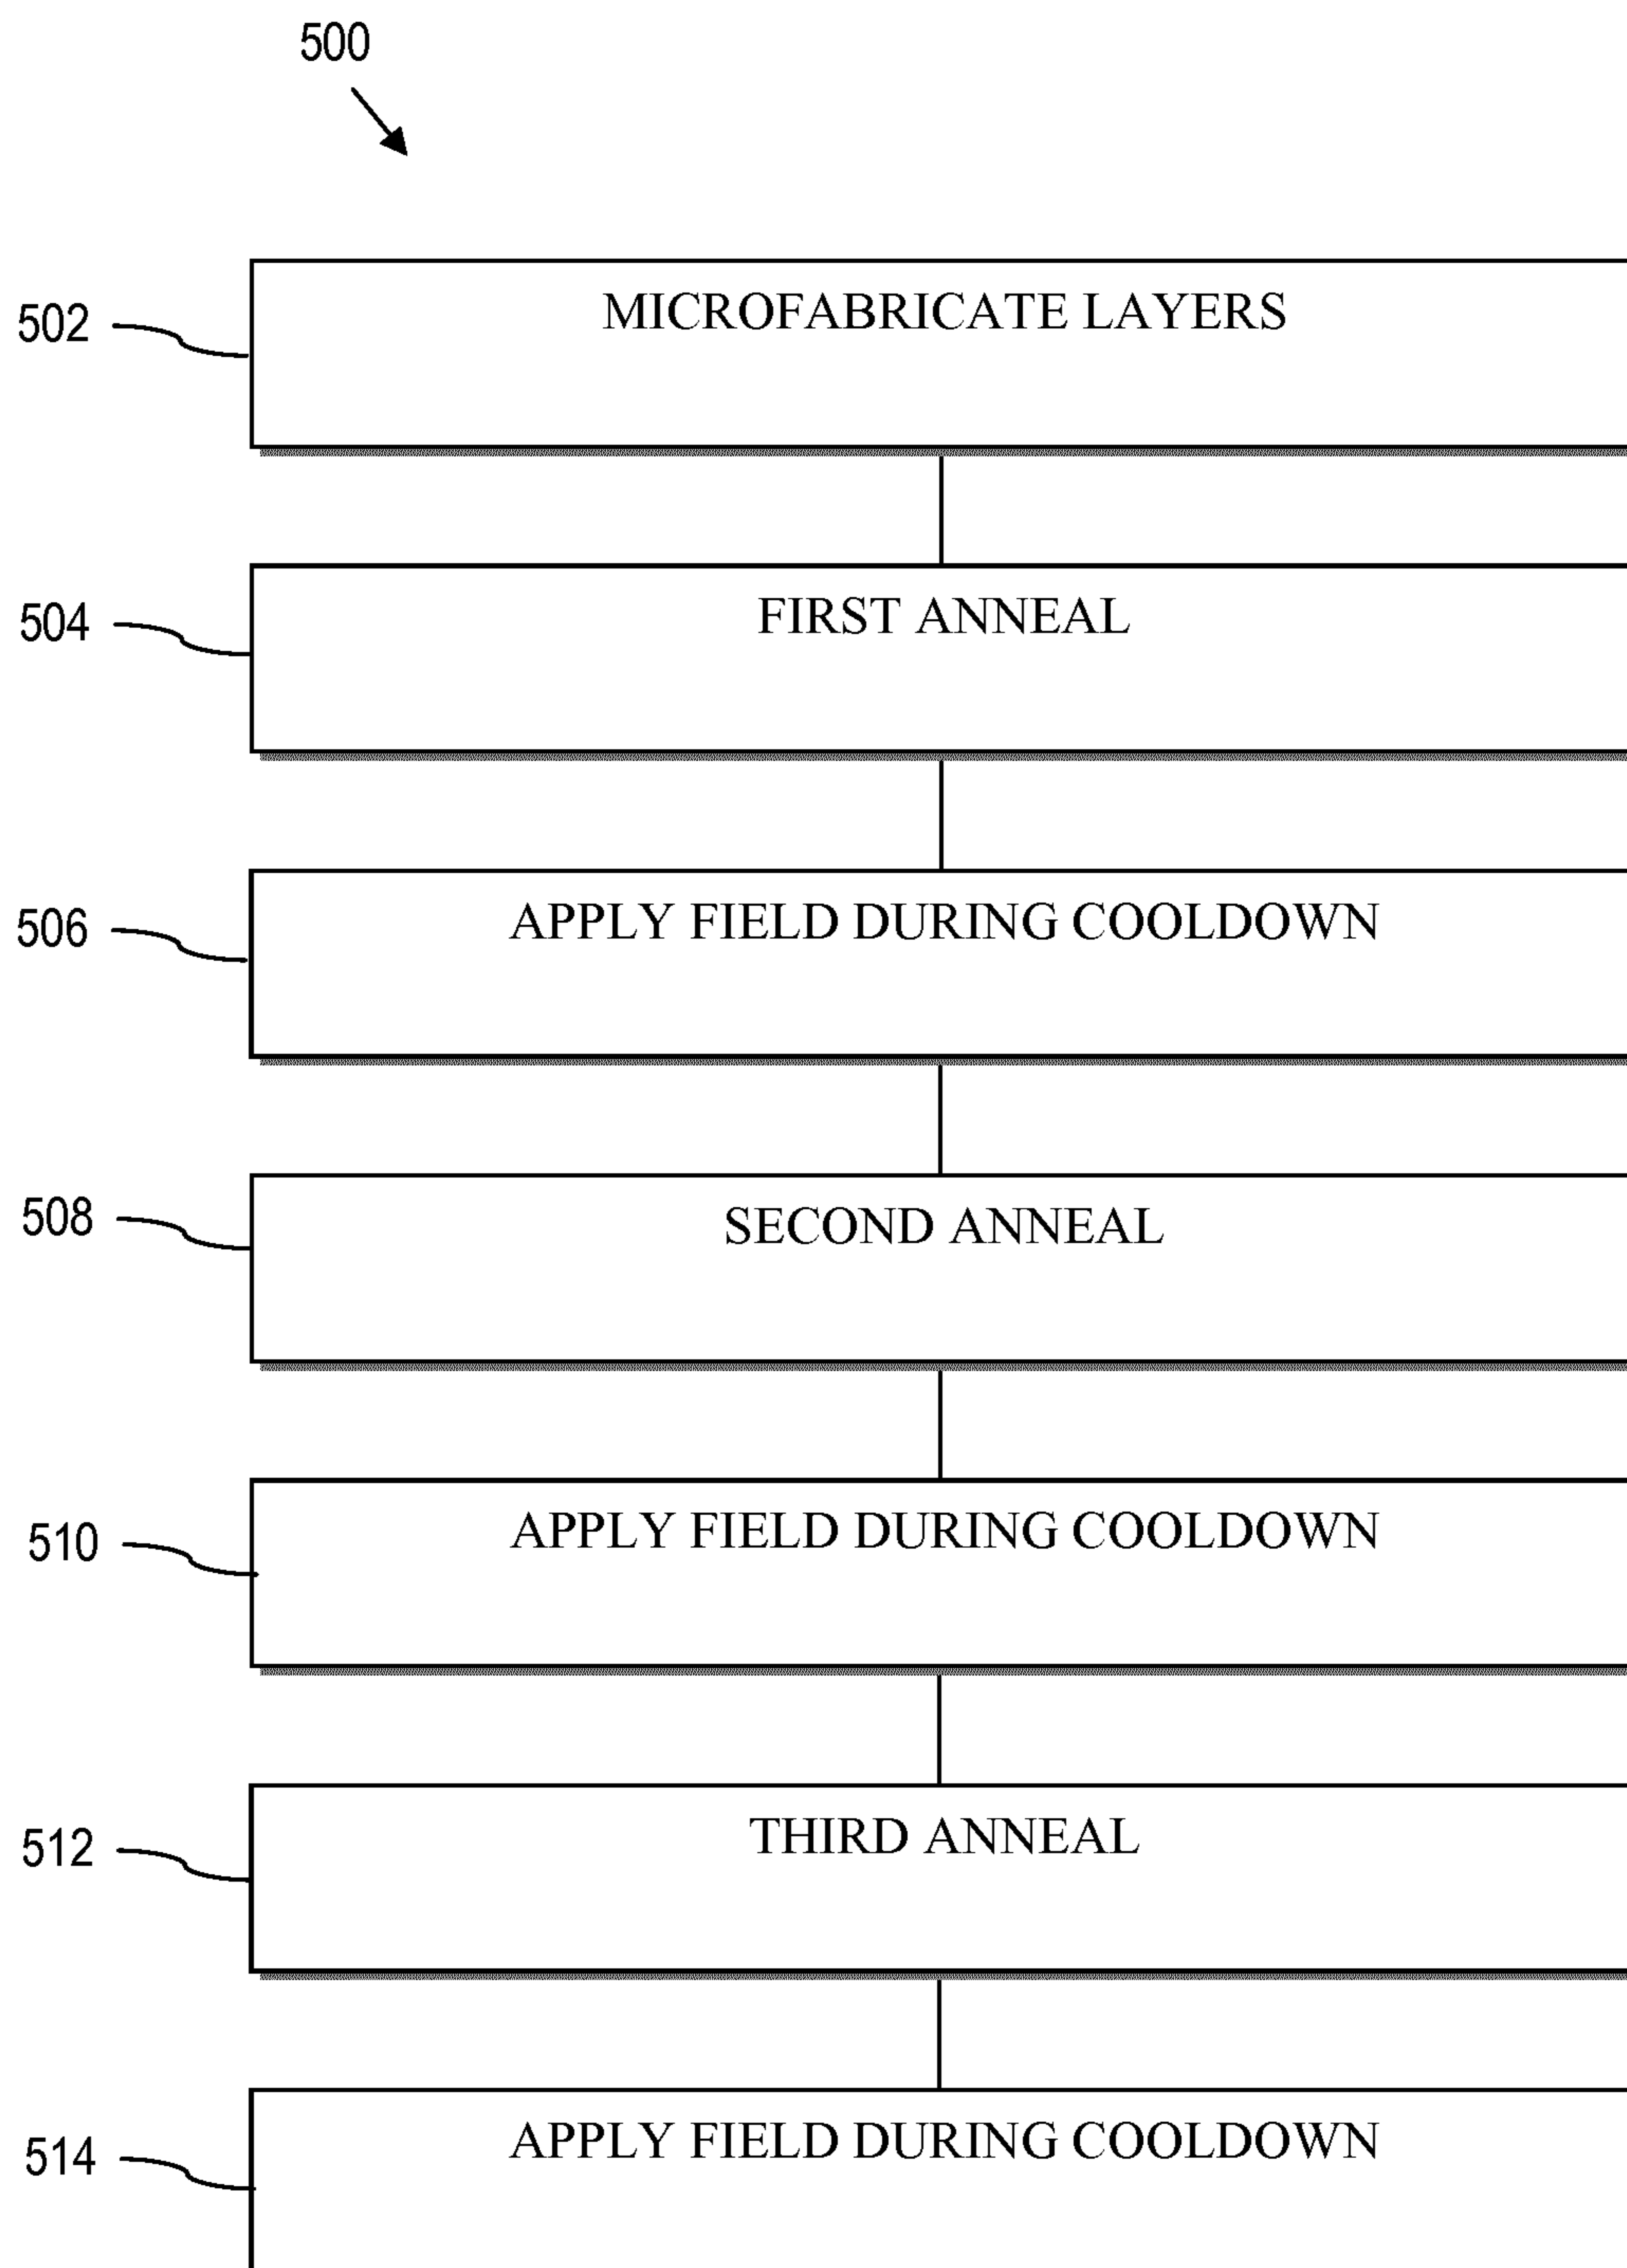 500
502
MICROFABRICATE LAYERS
504
FIRST ANNEAL
506
APPLY FIELD DURING COOLDOWN
508
SECOND ANNEAL
510
APPLY FIELD DURING COOLDOWN
512
THIRD ANNEAL
514
APPLY FIELD DURING COOLDOWN